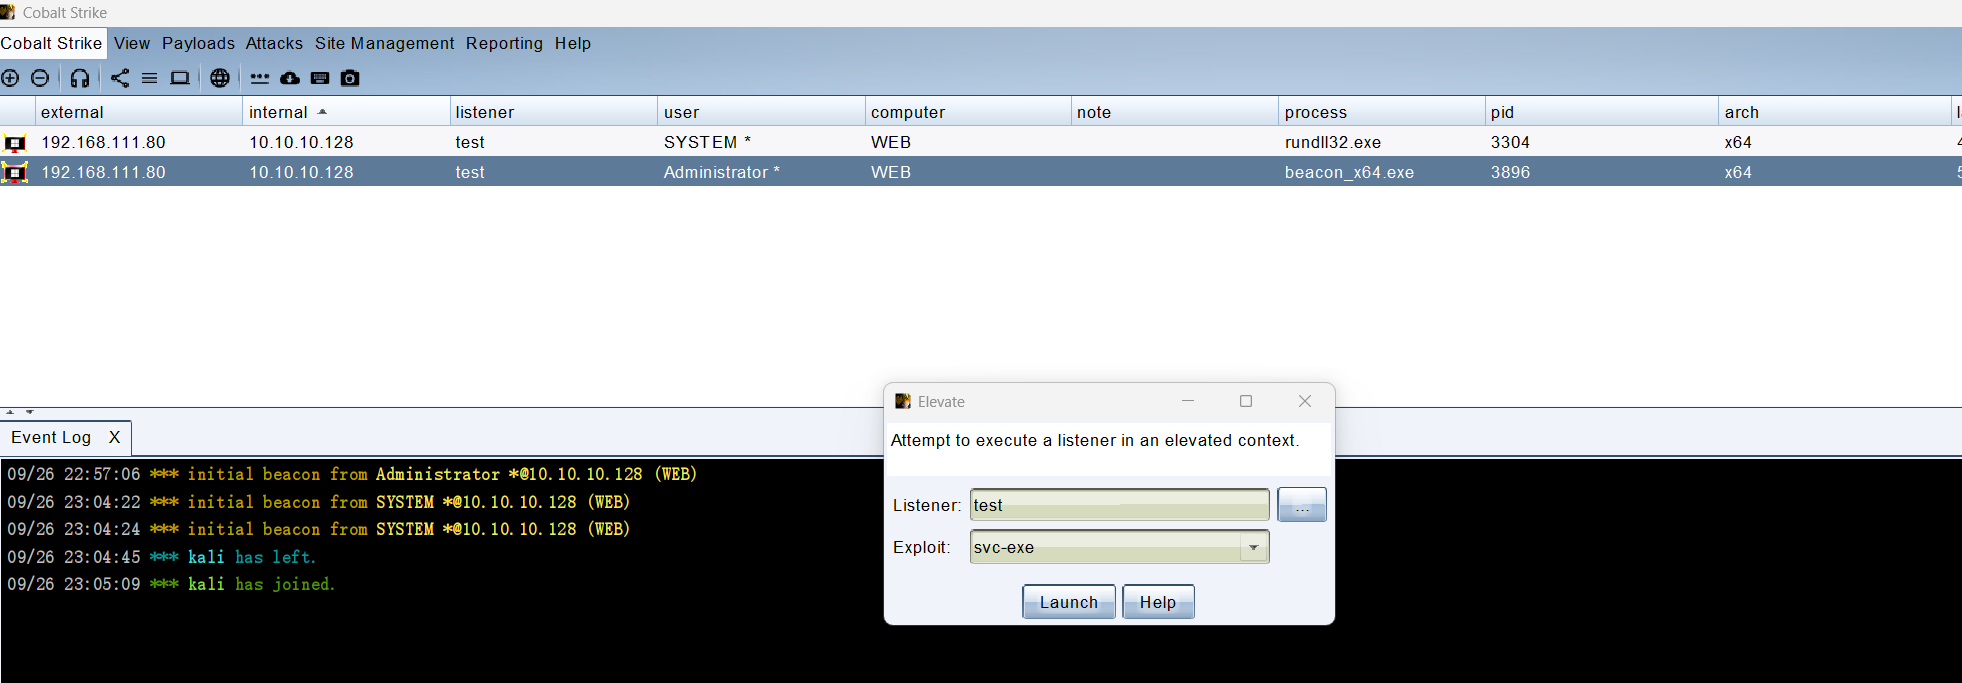 Cobalt Strike
Cobalt Strike View Payloads Attacks Site Management Reporting Help
external internal listener user computer note process pid arch
192.168.111.80 10.10.10.128 test SYSTEM * WEB rundll32.exe 3304 x64
192.168.111.80 10.10.10.128 test Administrator * WEB beacon_x64.exe 3896 x64
Event Log X
09/26 22:57:06 *** initial beacon from Administrator *@10.10.10.128 (WEB)
09/26 23:04:22 *** initial beacon from SYSTEM *@10.10.10.128 (WEB)
09/26 23:04:24 *** initial beacon from SYSTEM *@10.10.10.128 (WEB)
09/26 23:04:45 *** kali has left.
09/26 23:05:09 *** kali has joined.
Elevate
Attempt to execute a listener in an elevated context.
Listener: test ...
Exploit: svc-exe
Launch Help